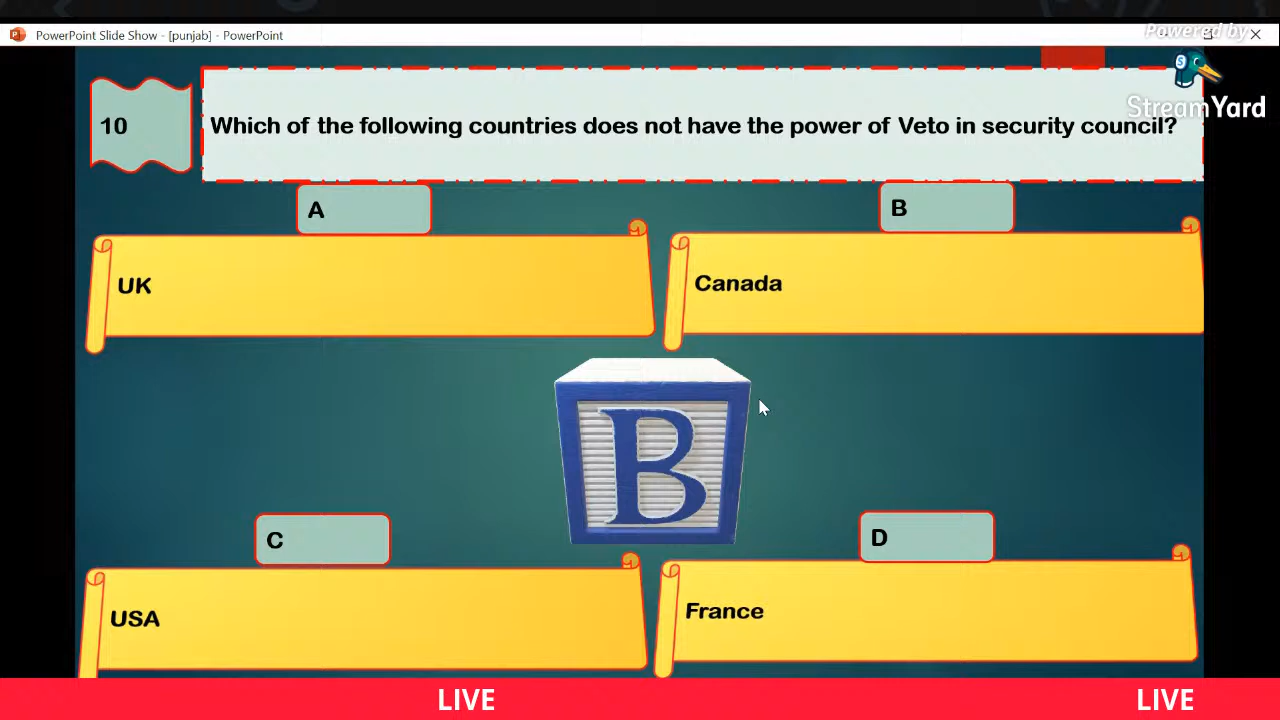 PowerPoint Slide Show - [punjab] - PowerPoint
Powered by
StreamYard
10
Which of the following countries does not have the power of Veto in security council?
A
UK
B
Canada
B
C
USA
D
France
LIVE
LIVE